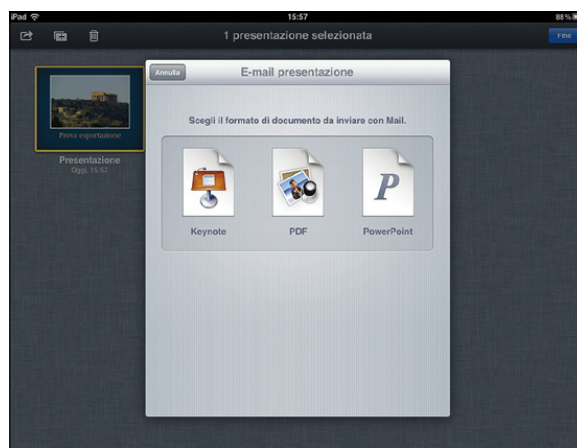 iPad 15:57 88%
1 presentazione selezionata Fine
Annulla E-mail presentazione
Scegli il formato di documento da inviare con Mail.
Prova esportazione
Presentazione
Oggi, 15:57
P
Keynote PDF PowerPoint